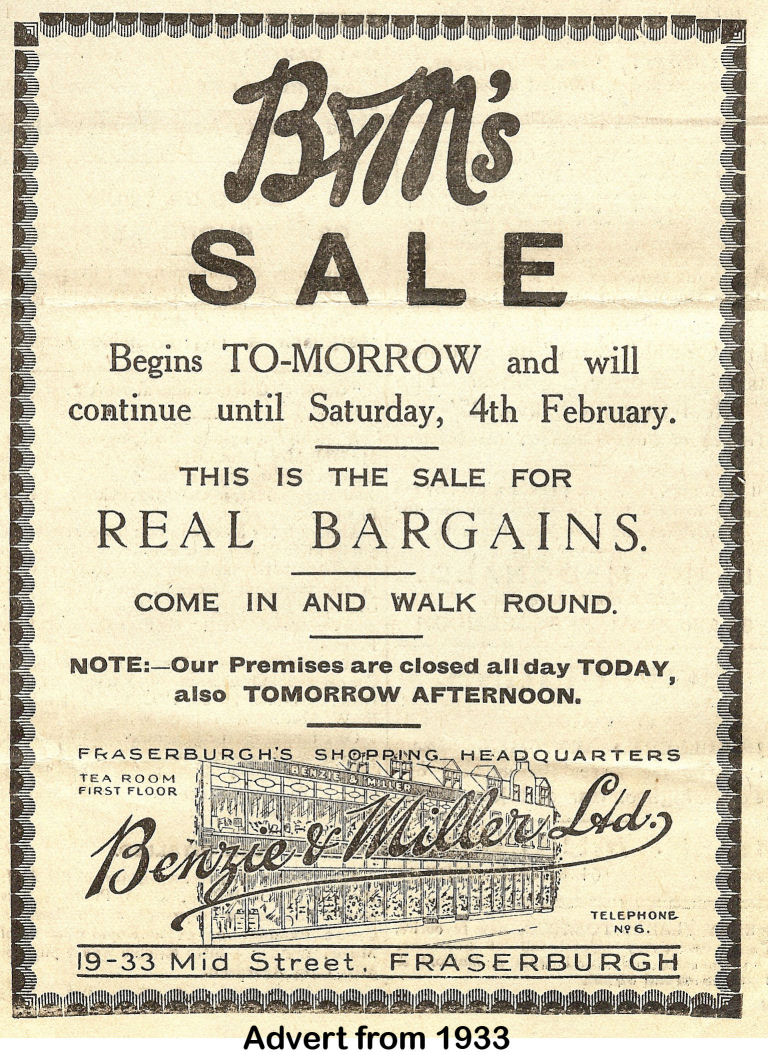 B&M's
SALE
Begins TO-MORROW and will
continue until Saturday, 4th February.
THIS IS THE SALE FOR
REAL BARGAINS.
COME IN AND WALK ROUND.
NOTE:—Our Premises are closed all day TODAY,
also TOMORROW AFTERNOON.
FRASERBURGH'S SHOPPING HEADQUARTERS
TEA ROOM
FIRST FLOOR
BENZIE & MILLER
Benzie & Miller Ltd.
TELEPHONE
Nº 6.
19-33 Mid Street, FRASERBURGH
Advert from 1933